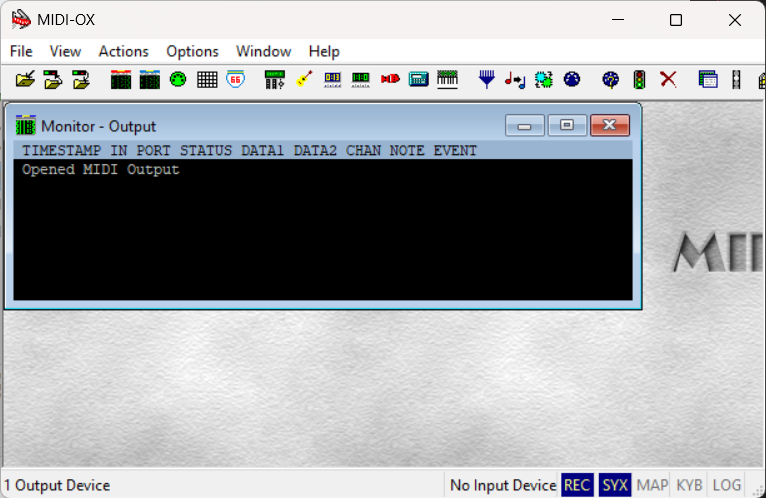 MIDI-OX
File View Actions Options Window Help
66
Monitor - Output
TIMESTAMP IN PORT STATUS DATA1 DATA2 CHAN NOTE EVENT
Opened MIDI Output
1 Output Device
No Input Device REC SYX MAP KYB LOG